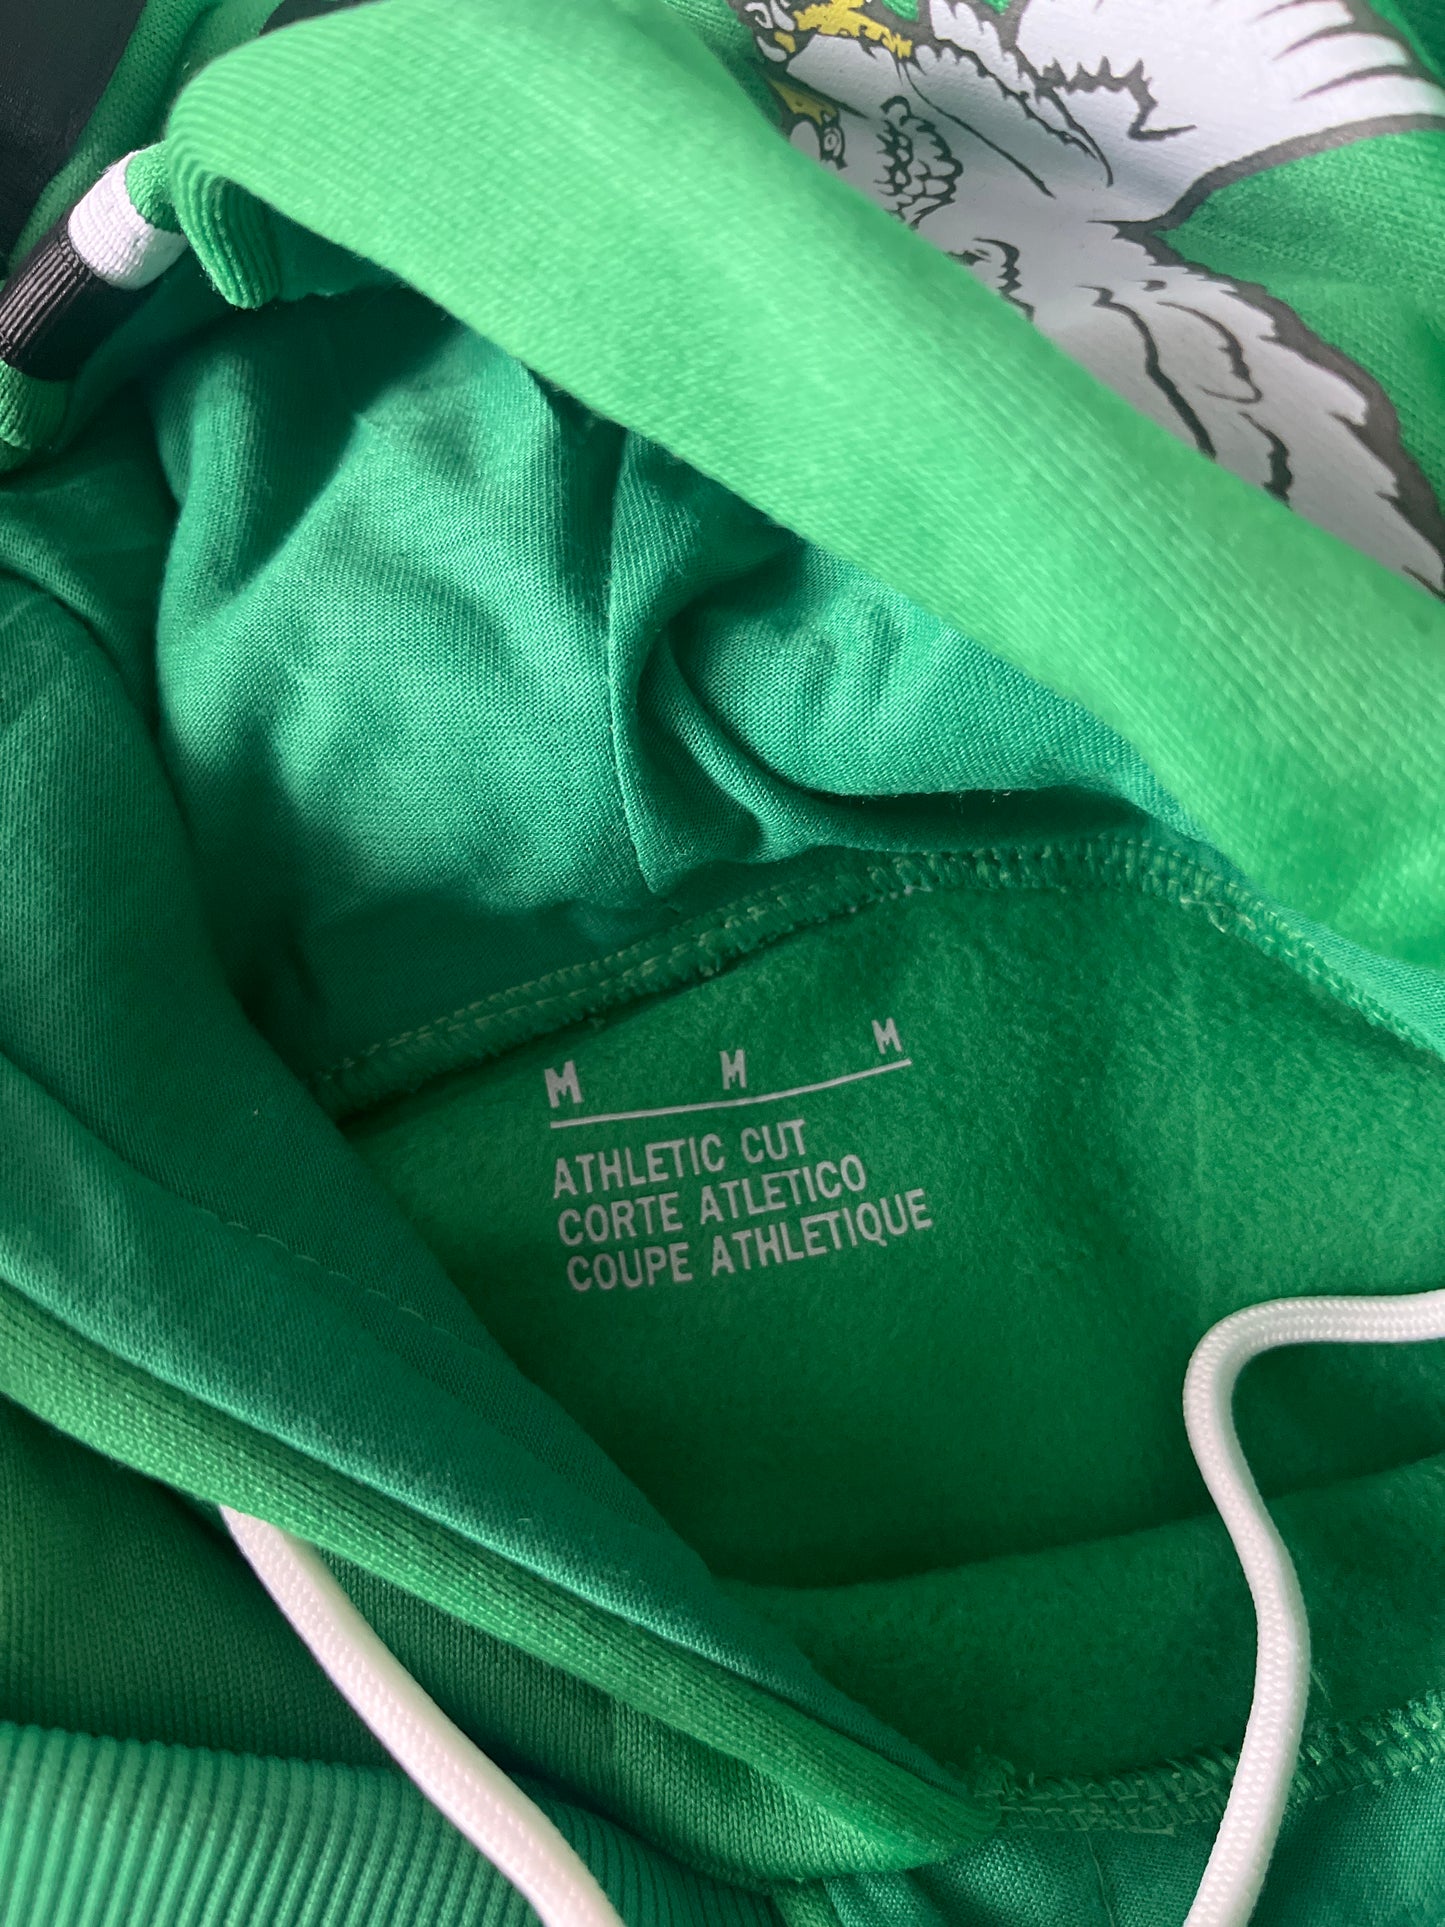 M M M
ATHLETIC CUT
CORTE ATLETICO
COUPE ATHLETIQUE